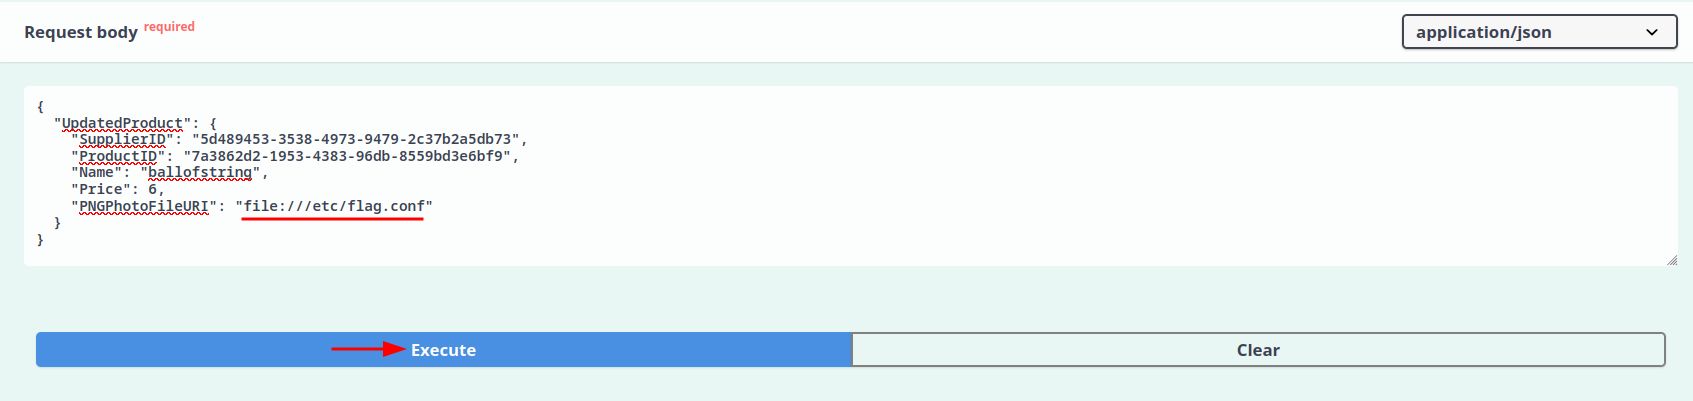 Request body required
application/json
{
  "UpdatedProduct": {
    "SupplierID": "5d489453-3538-4973-9479-2c37b2a5db73",
    "ProductID": "7a3862d2-1953-4383-96db-8559bd3e6bf9",
    "Name": "ballofstring",
    "Price": 6,
    "PNGPhotoFileURI": "file:///etc/flag.conf"
  }
}
Execute
Clear